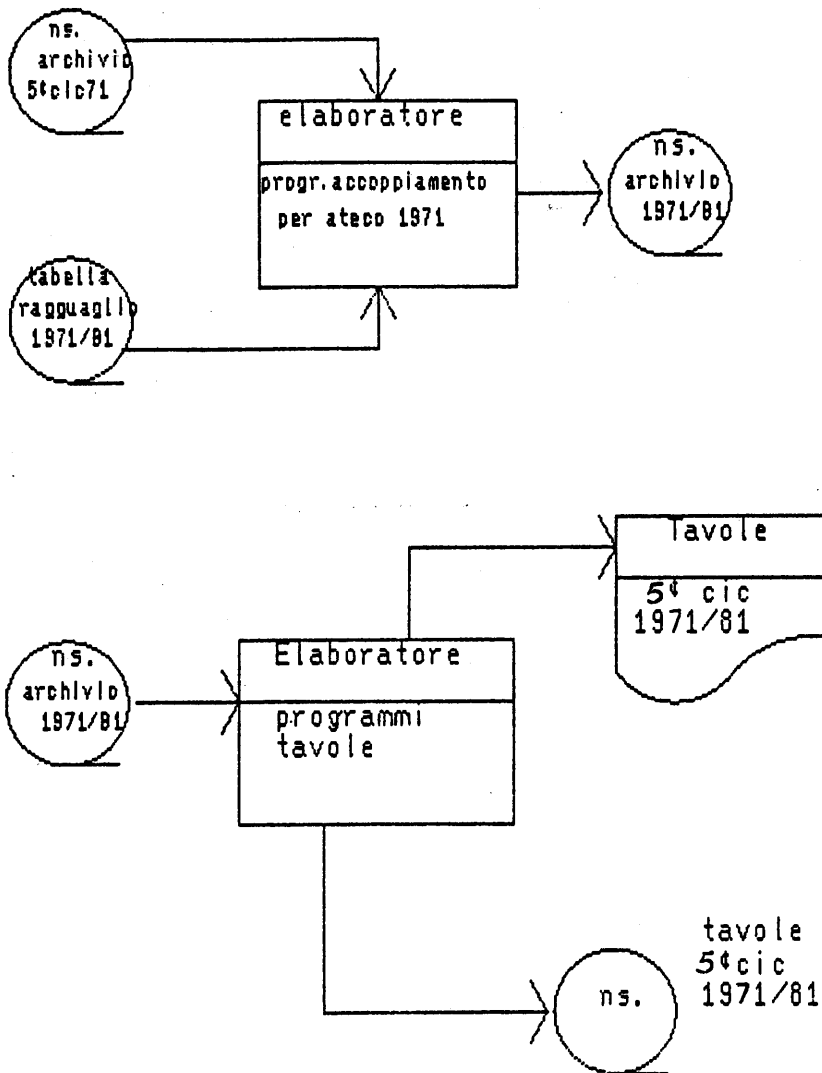 ns.
archivio
5¢cic71
elaboratore
progr.accoppiamento
per ateco 1971
ns.
archivio
1971/81
tabella
ragguaglio
1971/81
Tavole
5¢ cic
1971/81
ns.
archivio
1971/81
Elaboratore
programmi
tavole
tavole
5¢cic
1971/81
ns.